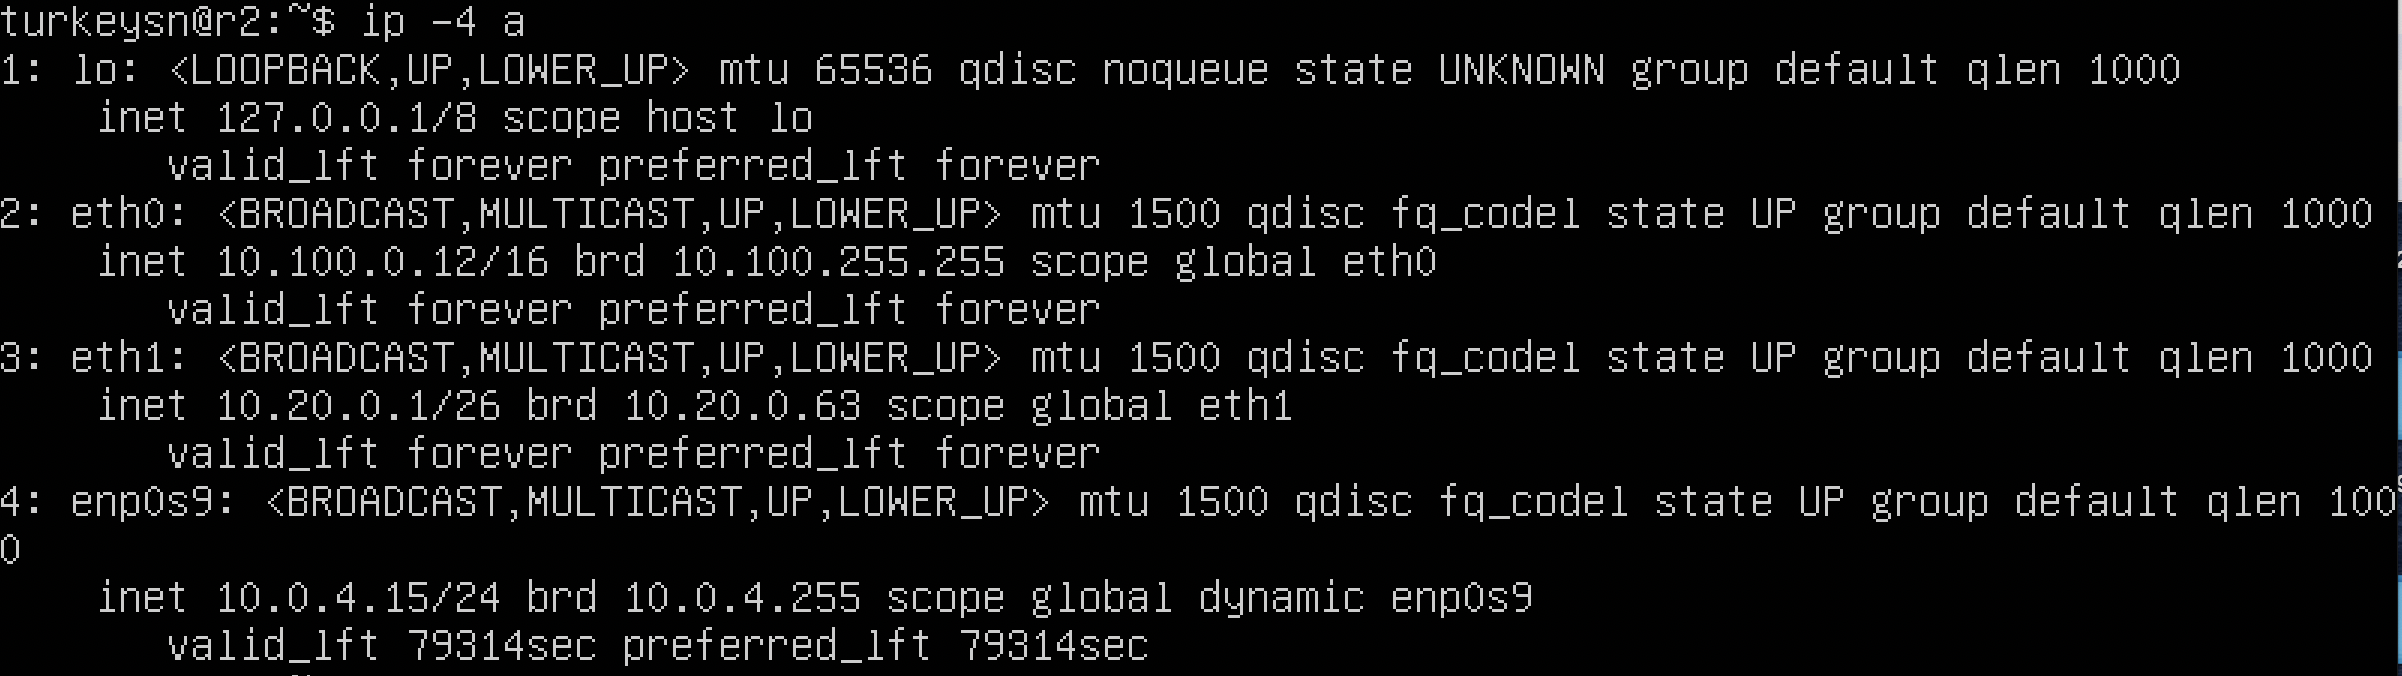 turkeysn@r2:~$ ip -4 a
1: lo: <LOOPBACK,UP,LOWER_UP> mtu 65536 qdisc noqueue state UNKNOWN group default qlen 1000
    inet 127.0.0.1/8 scope host lo
       valid_lft forever preferred_lft forever
2: eth0: <BROADCAST,MULTICAST,UP,LOWER_UP> mtu 1500 qdisc fq_codel state UP group default qlen 1000
    inet 10.100.0.12/16 brd 10.100.255.255 scope global eth0
       valid_lft forever preferred_lft forever
3: eth1: <BROADCAST,MULTICAST,UP,LOWER_UP> mtu 1500 qdisc fq_codel state UP group default qlen 1000
    inet 10.20.0.1/26 brd 10.20.0.63 scope global eth1
       valid_lft forever preferred_lft forever
4: enp0s9: <BROADCAST,MULTICAST,UP,LOWER_UP> mtu 1500 qdisc fq_codel state UP group default qlen 100
0
    inet 10.0.4.15/24 brd 10.0.4.255 scope global dynamic enp0s9
       valid_lft 79314sec preferred_lft 79314sec